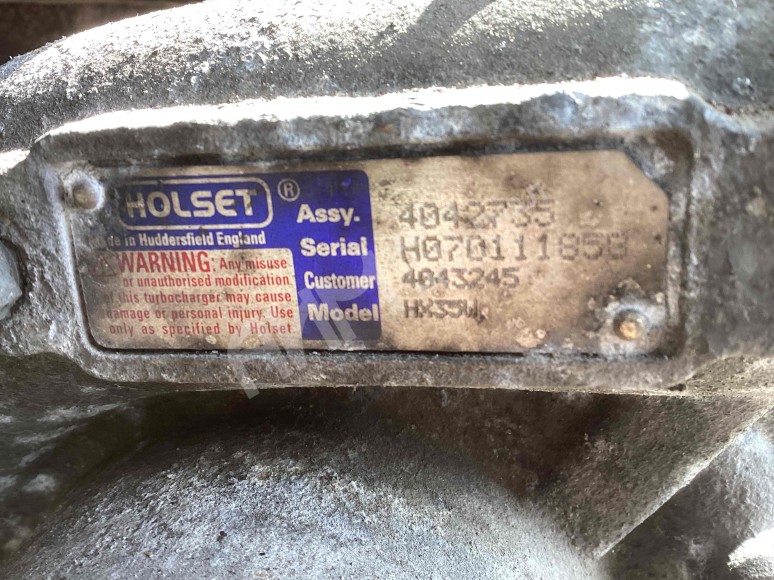 HOLSET ®
Made in Huddersfield England
WARNING: Any misuse
or unauthorised modification
of this turbocharger may cause
damage or personal injury. Use
only as specified by Holset.
Assy. 4042735
Serial H070111858
Customer 4043245
Model HX35W